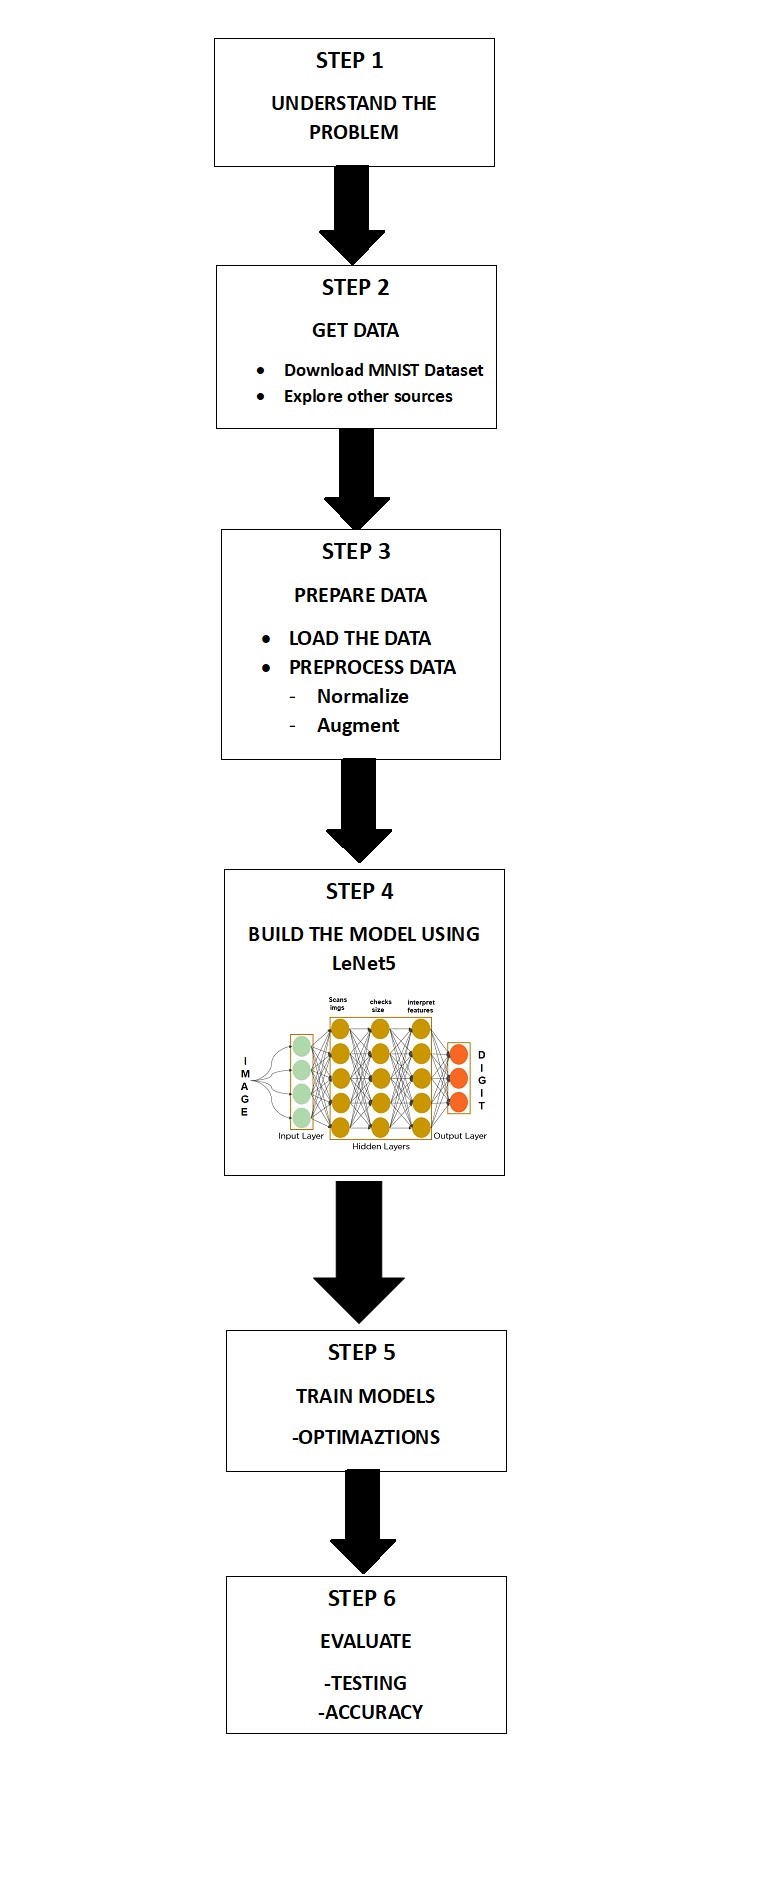 STEP 1
UNDERSTAND THE
PROBLEM
STEP 2
GET DATA
• Download MNIST Dataset
• Explore other sources
STEP 3
PREPARE DATA
• LOAD THE DATA
• PREPROCESS DATA
- Normalize
- Augment
STEP 4
BUILD THE MODEL USING
LeNet5
Scans
imgs
checks
size
interpret
features
IMAGE
DIGIT
Input Layer
Hidden Layers
Output Layer
STEP 5
TRAIN MODELS
-OPTIMAZTIONS
STEP 6
EVALUATE
-TESTING
-ACCURACY